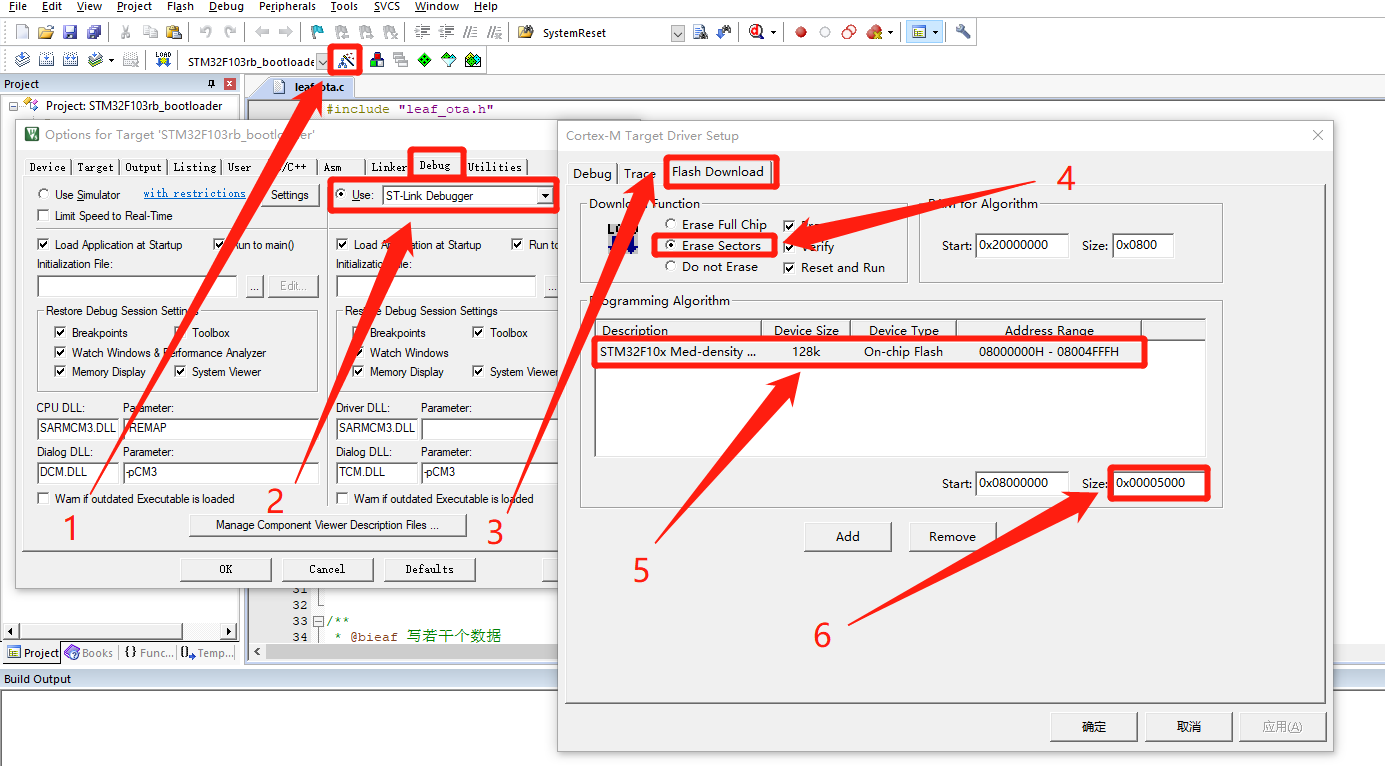 File Edit View Project Flash Debug Peripherals Tools SVCS Window Help
SystemReset
LOAD STM32F103rb_bootloade
Project
leaf_ota.c
Project: STM32F103rb_bootloader
#include "leaf_ota.h"
Options for Target 'STM32F103rb_bootloader'
Device Target Output Listing User C/C++ Asm Linker Debug Utilities
Use Simulator with restrictions Settings
Use: ST-Link Debugger
Limit Speed to Real-Time
Load Application at Startup Run to main()
Load Application at Startup Run to
Initialization File:
Initialization File:
... Edit...
...
Restore Debug Session Settings
Breakpoints Toolbox
Watch Windows & Performance Analyzer
Memory Display System Viewer
Restore Debug Session Settings
Breakpoints Toolbox
Watch Windows
Memory Display System Viewer
CPU DLL: Parameter:
SARMCM3.DLL -REMAP
Dialog DLL: Parameter:
DCM.DLL -pCM3
Warn if outdated Executable is loaded
Driver DLL: Parameter:
SARMCM3.DLL
Dialog DLL: Parameter:
TCM.DLL -pCM3
Warn if outdated Executable is loaded
Manage Component Viewer Description Files ...
OK Cancel Defaults
Cortex-M Target Driver Setup
Debug Trace Flash Download
Download Function
LOAD
Erase Full Chip
Erase Sectors Verify
Do not Erase Reset and Run
RAM for Algorithm
Start: 0x20000000 Size: 0x0800
Programming Algorithm
Description Device Size Device Type Address Range
STM32F10x Med-density ... 128k On-chip Flash 08000000H - 08004FFFH
Start: 0x08000000 Size: 0x00005000
Add Remove
确定 取消 应用(A)
1
2
3
4
5
6
31
32
33 /**
34 * @bieaf 写若干个数据
Project Books {} Func... Temp...
Build Output